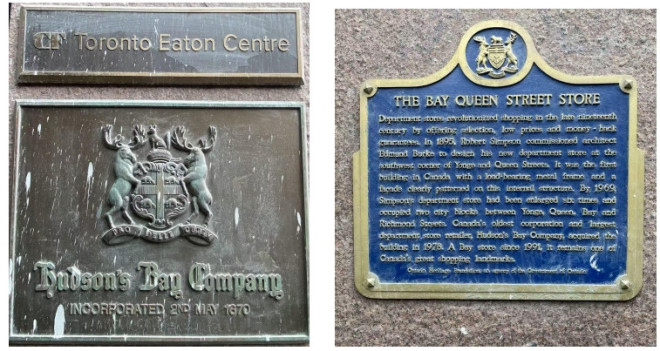 CF Toronto Eaton Centre
PRO PELLE CUTEM
Hudson's Bay Company
INCORPORATED 2ND MAY 1670
THE BAY QUEEN STREET STORE
Department stores revolutionized shopping in the late nineteenth
century by offering selection, low prices and money-back
guarantees. In 1895, Robert Simpson commissioned architect
Edmund Burke to design his new department store at the
southwest corner of Yonge and Queen Streets. It was the first
building in Canada with a load-bearing metal frame and a
façade clearly patterned on this internal structure. By 1969,
Simpson's department store had been enlarged six times and
occupied two city blocks between Yonge, Queen, Bay and
Richmond Streets. Canada's oldest corporation and largest
department store retailer, Hudson's Bay Company, acquired the
building in 1978. A Bay store since 1991, it remains one of
Canada's great shopping landmarks.
Ontario Heritage Foundation, an agency of the Government of Ontario